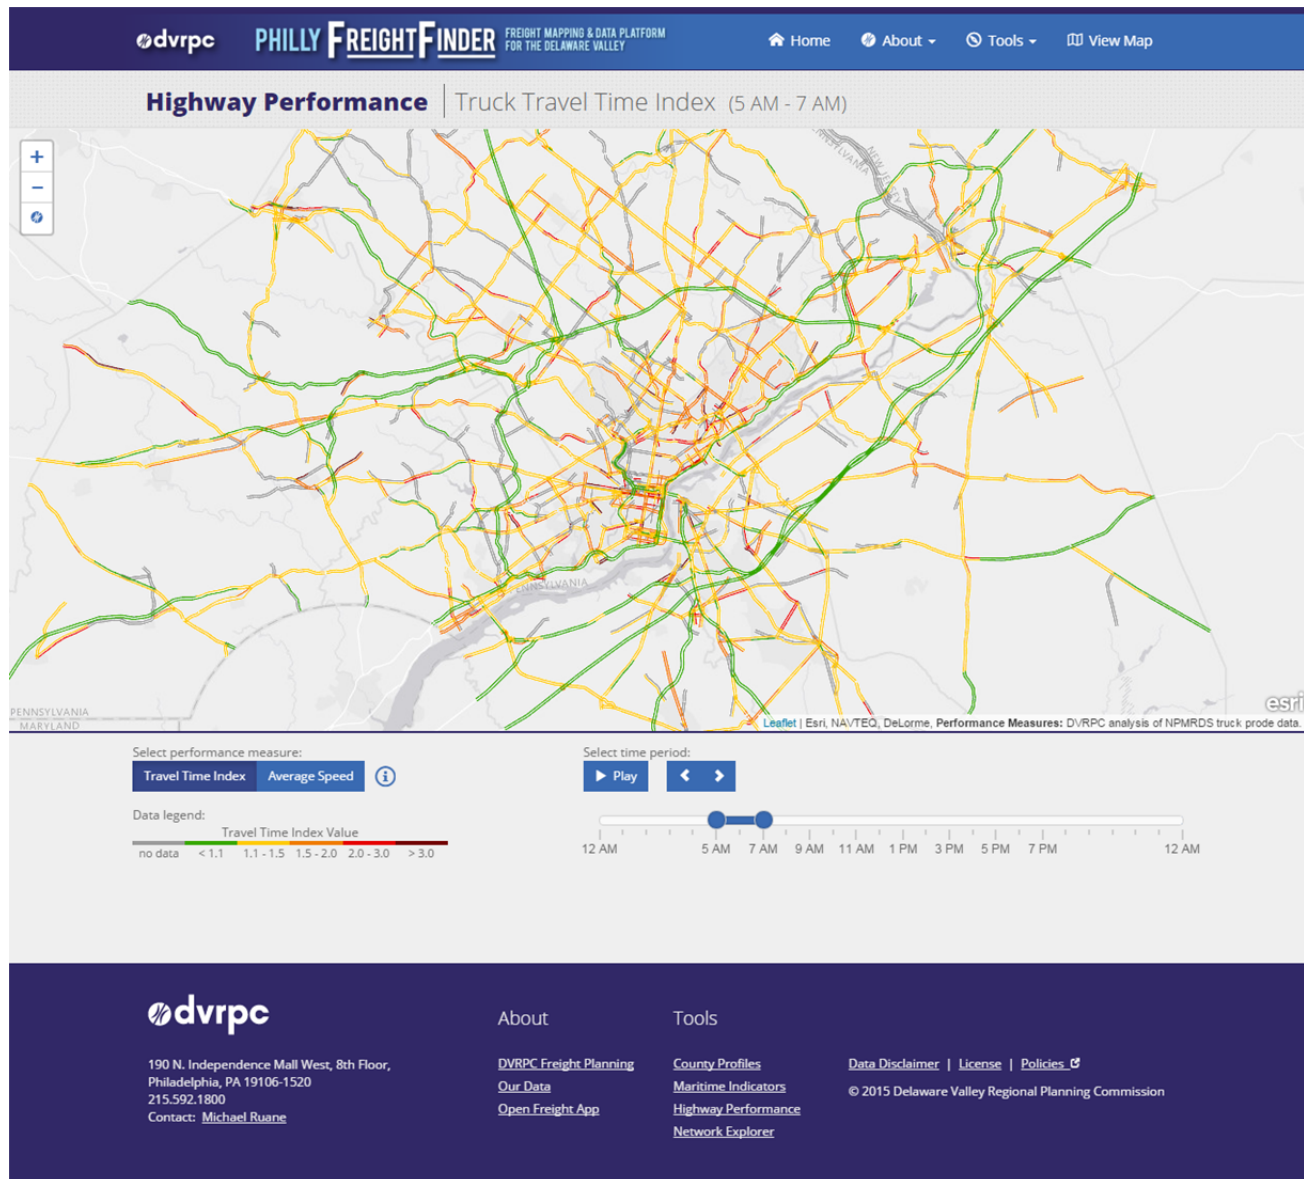 dvrpc
PHILLY FREIGHTFINDER
FREIGHT MAPPING & DATA PLATFORM
FOR THE DELAWARE VALLEY
Home
About
Tools
View Map
Highway Performance
Truck Travel Time Index (5 AM - 7 AM)
+
−
PENNSYLVANIA
NEW JERSEY
PENNSYLVANIA
PENNSYLVANIA
MARYLAND
esri
Leaflet | Esri, NAVTEQ, DeLorme, Performance Measures: DVRPC analysis of NPMRDS truck prode data.
Select performance measure:
Travel Time Index
Average Speed
i
Data legend:
Travel Time Index Value
no data < 1.1 1.1 - 1.5 1.5 - 2.0 2.0 - 3.0 > 3.0
Select time period:
Play
12 AM 5 AM 7 AM 9 AM 11 AM 1 PM 3 PM 5 PM 7 PM 12 AM
dvrpc
190 N. Independence Mall West, 8th Floor,
Philadelphia, PA 19106-1520
215.592.1800
Contact: Michael Ruane
About
DVRPC Freight Planning
Our Data
Open Freight App
Tools
County Profiles
Maritime Indicators
Highway Performance
Network Explorer
Data Disclaimer | License | Policies
© 2015 Delaware Valley Regional Planning Commission